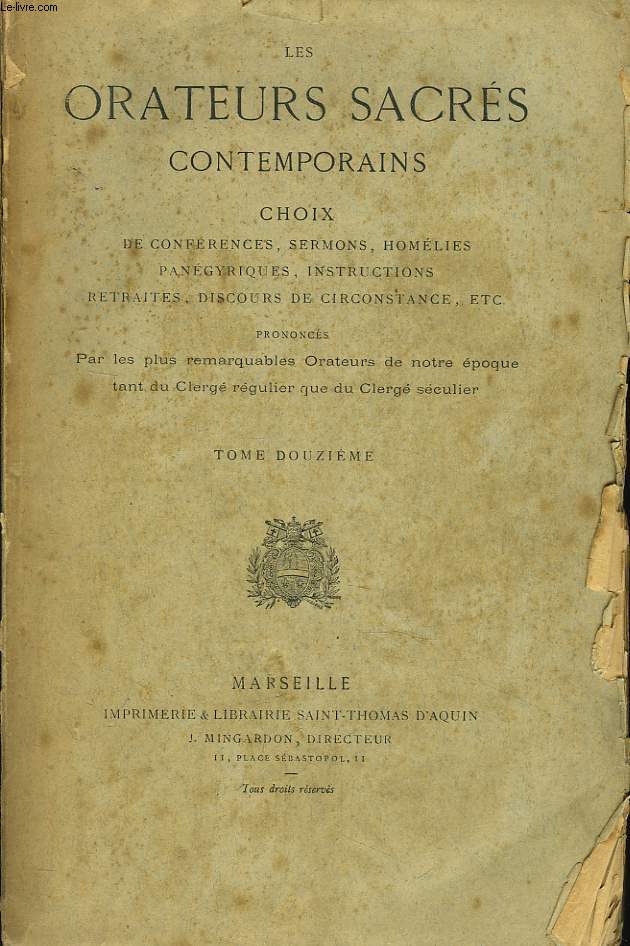 Le-livre.com
LES
ORATEURS SACRÉS
CONTEMPORAINS
CHOIX
DE CONFÉRENCES, SERMONS, HOMÉLIES
PANÉGYRIQUES, INSTRUCTIONS
RETRAITES, DISCOURS DE CIRCONSTANCE, ETC
PRONONCÉS
Par les plus remarquables Orateurs de notre époque
tant du Clergé régulier que du Clergé séculier
TOME DOUZIÈME
MARSEILLE
IMPRIMERIE & LIBRAIRIE SAINT-THOMAS D'AQUIN
J. MINGARDON, DIRECTEUR
11, PLACE SÉBASTOPOL, 11
Tous droits réservés